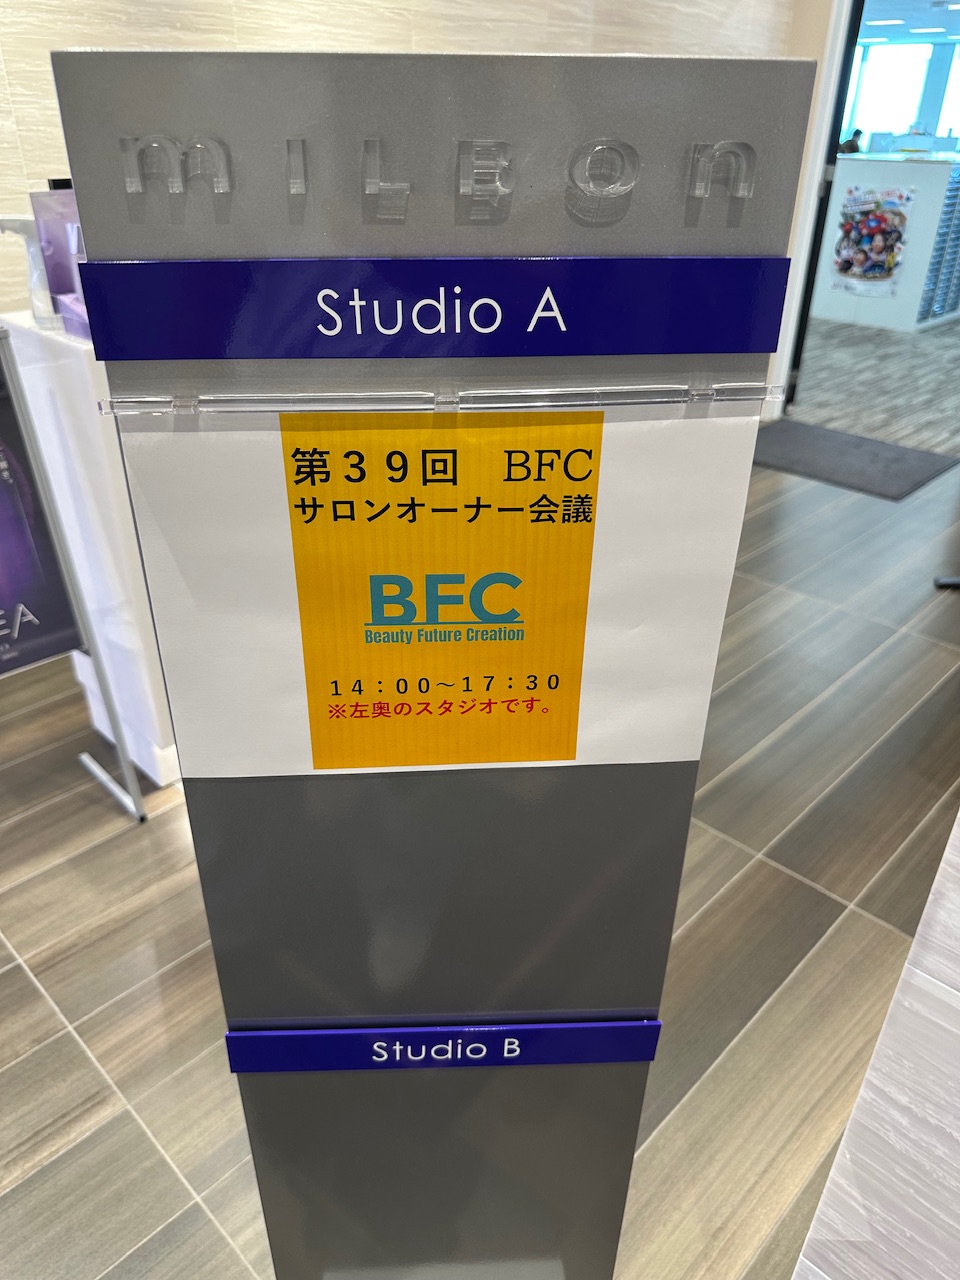 milbon
Studio A
第３９回　BFC
サロンオーナー会議
BFC
Beauty Future Creation
１４：００～１７：３０
※左奥のスタジオです。
Studio B